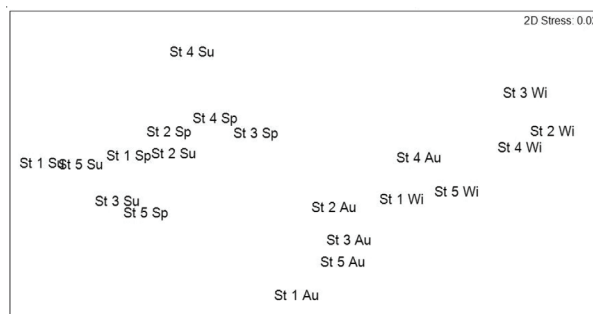 2D Stress: 0.02
St 4 Su
St 3 Wi
St 4 Sp
St 2 Sp
St 3 Sp
St 2 Wi
St 4 Wi
St 1 Sp
St 2 Su
St 4 Au
St 1 Su
St 5 Su
St 5 Wi
St 1 Wi
St 3 Su
St 5 Sp
St 2 Au
St 3 Au
St 5 Au
St 1 Au